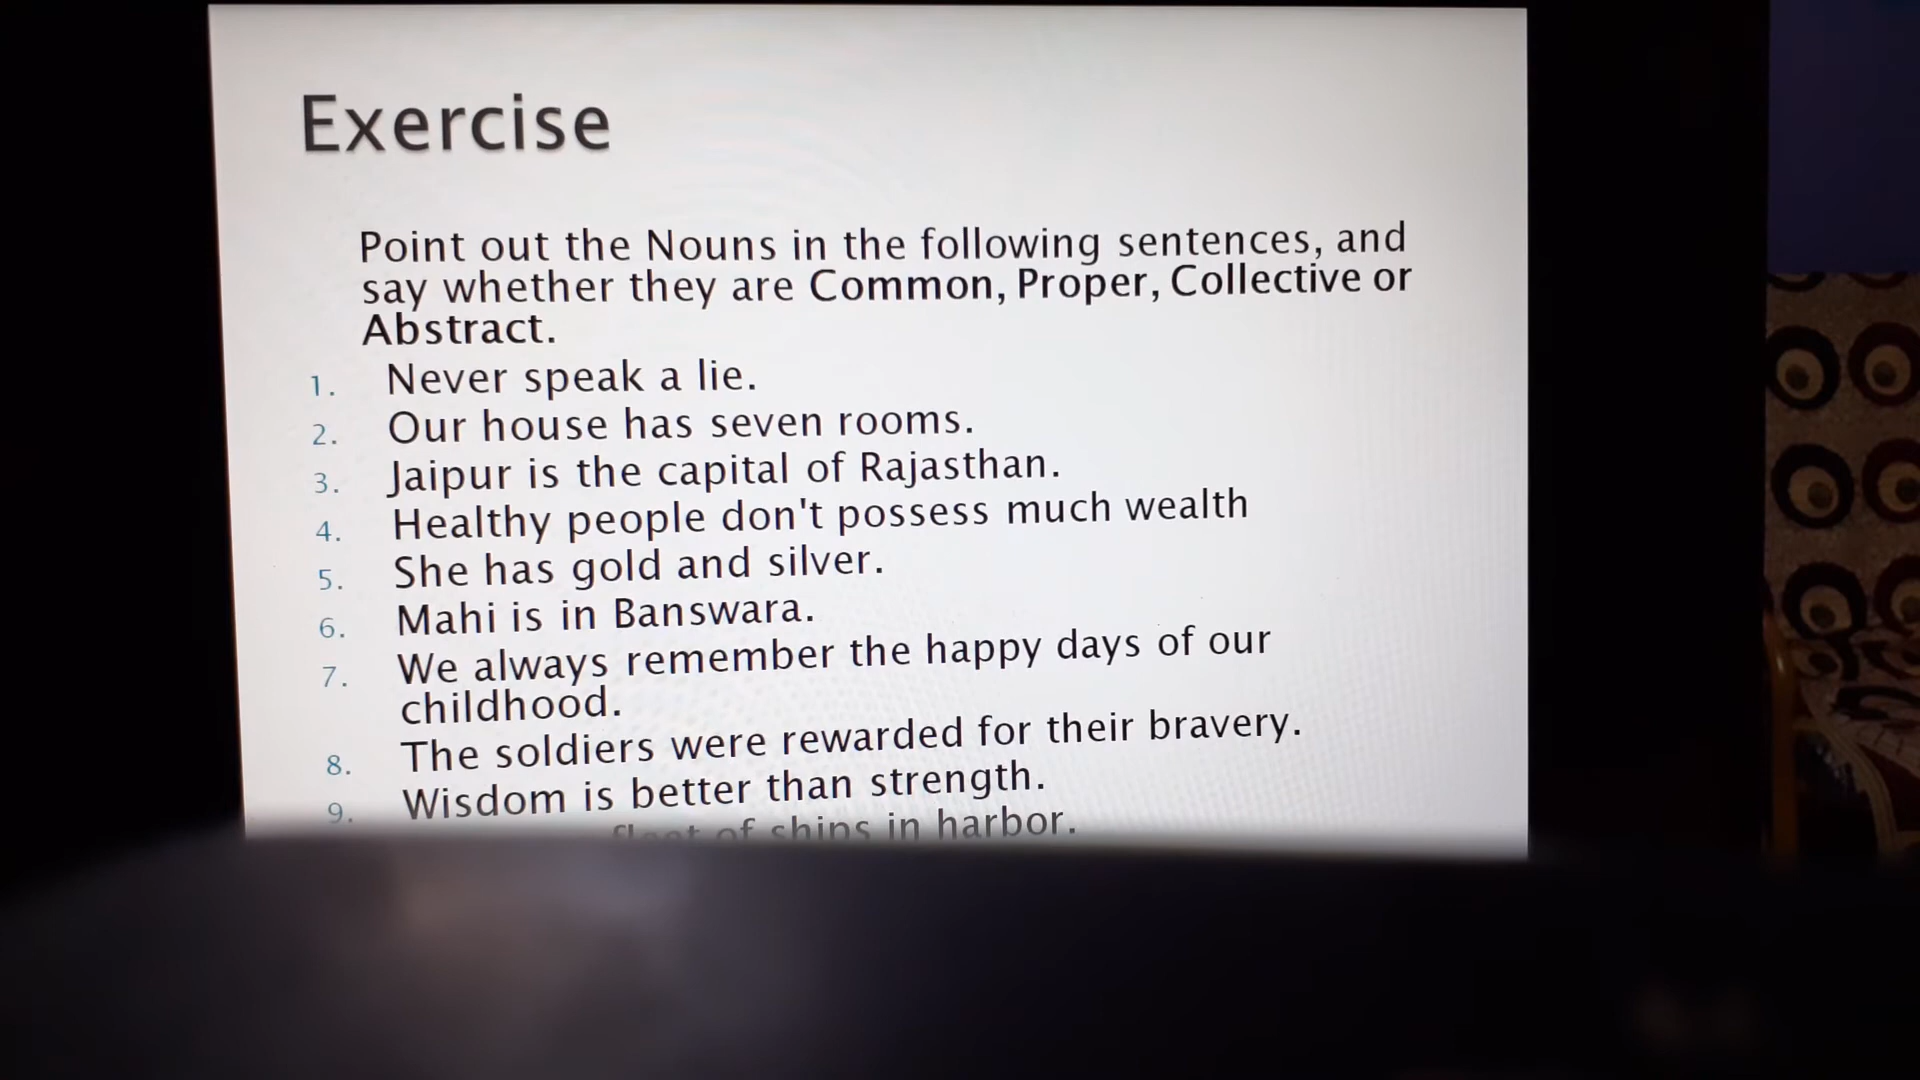 Exercise
Point out the Nouns in the following sentences, and
say whether they are Common, Proper, Collective or
Abstract.
1. Never speak a lie.
2. Our house has seven rooms.
3. Jaipur is the capital of Rajasthan.
4. Healthy people don't possess much wealth
5. She has gold and silver.
6. Mahi is in Banswara.
7. We always remember the happy days of our
childhood.
8. The soldiers were rewarded for their bravery.
9. Wisdom is better than strength.
fleet of ships in harbor.